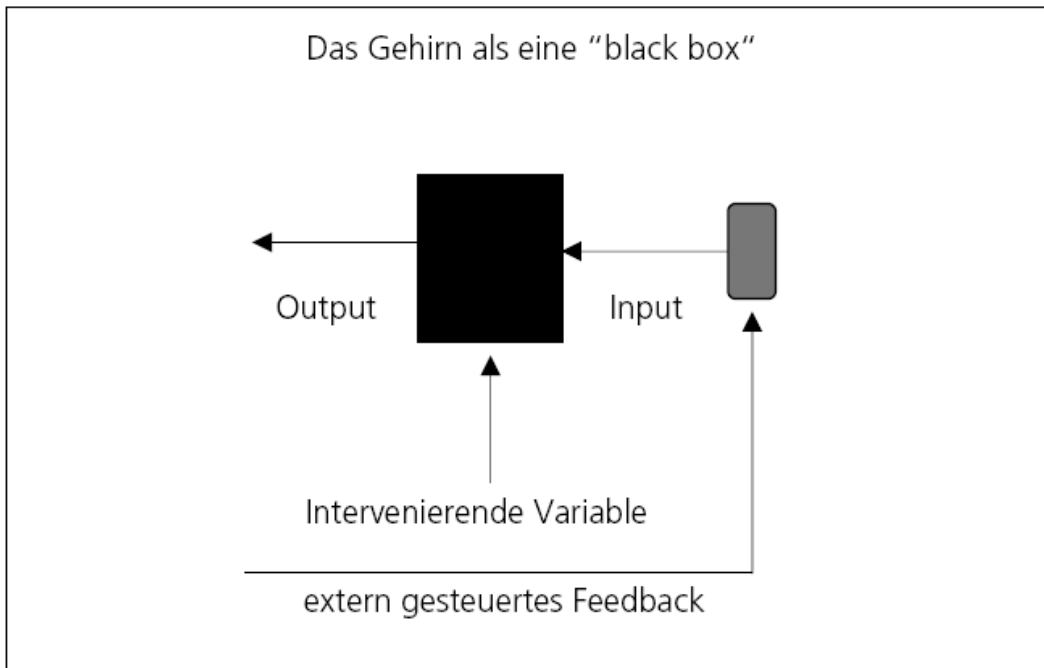 Das Gehirn als eine “black box“
Output
Input
Intervenierende Variable
extern gesteuertes Feedback